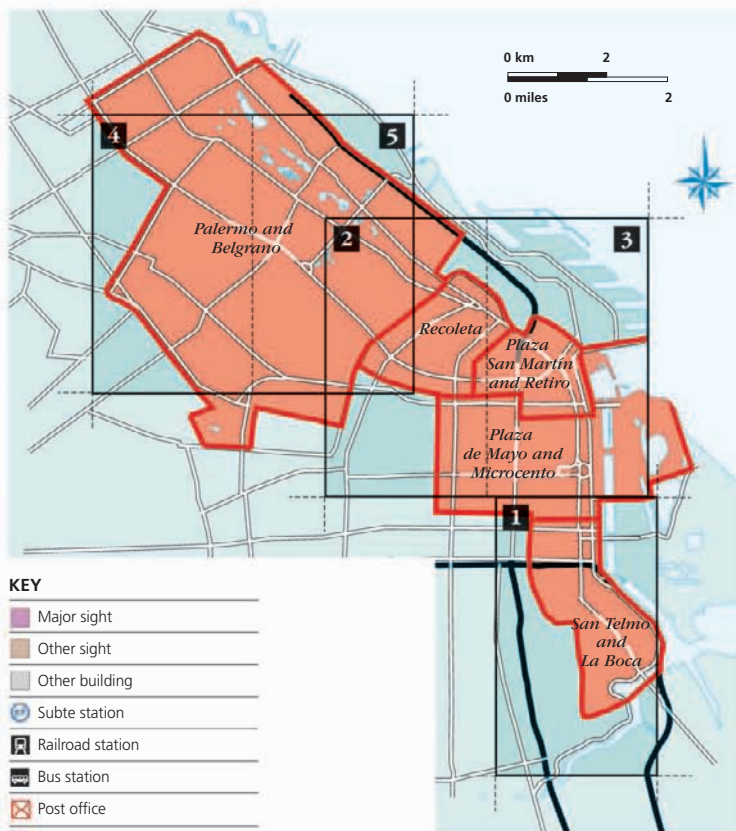 0 km 2
0 miles 2
4
5
Palermo and
Belgrano
2
3
Recoleta
Plaza
San Martín
and Retiro
Plaza
de Mayo and
Microcento
1
San Telmo
and
La Boca
KEY
Major sight
Other sight
Other building
Subte station
Railroad station
Bus station
Post office